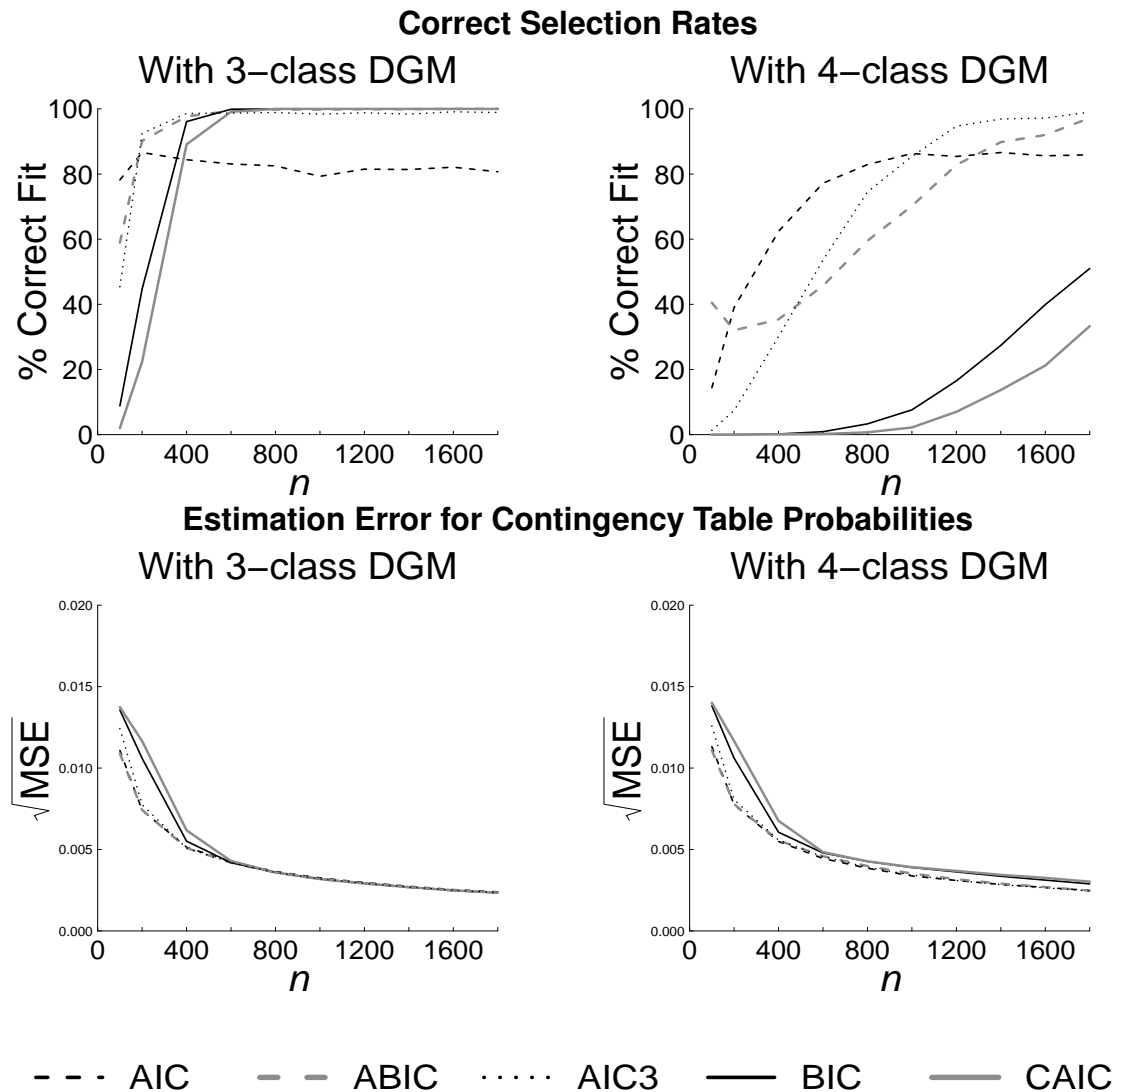 Correct Selection Rates
With 3−class DGM
With 4−class DGM
% Correct Fit
100
80
60
40
20
0
0 400 800 1200 1600
n
% Correct Fit
100
80
60
40
20
0
0 400 800 1200 1600
n
Estimation Error for Contingency Table Probabilities
With 3−class DGM
With 4−class DGM
√MSE
0.020
0.015
0.010
0.005
0.000
0 400 800 1200 1600
n
√MSE
0.020
0.015
0.010
0.005
0.000
0 400 800 1200 1600
n
AIC ABIC AIC3 BIC CAIC